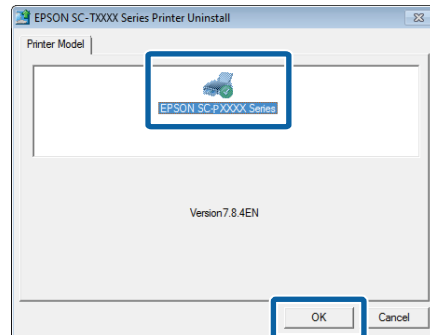 EPSON SC-TXXXX Series Printer Uninstall
Printer Model
EPSON SC-PXXXX Series
Version7.8.4EN
OK Cancel